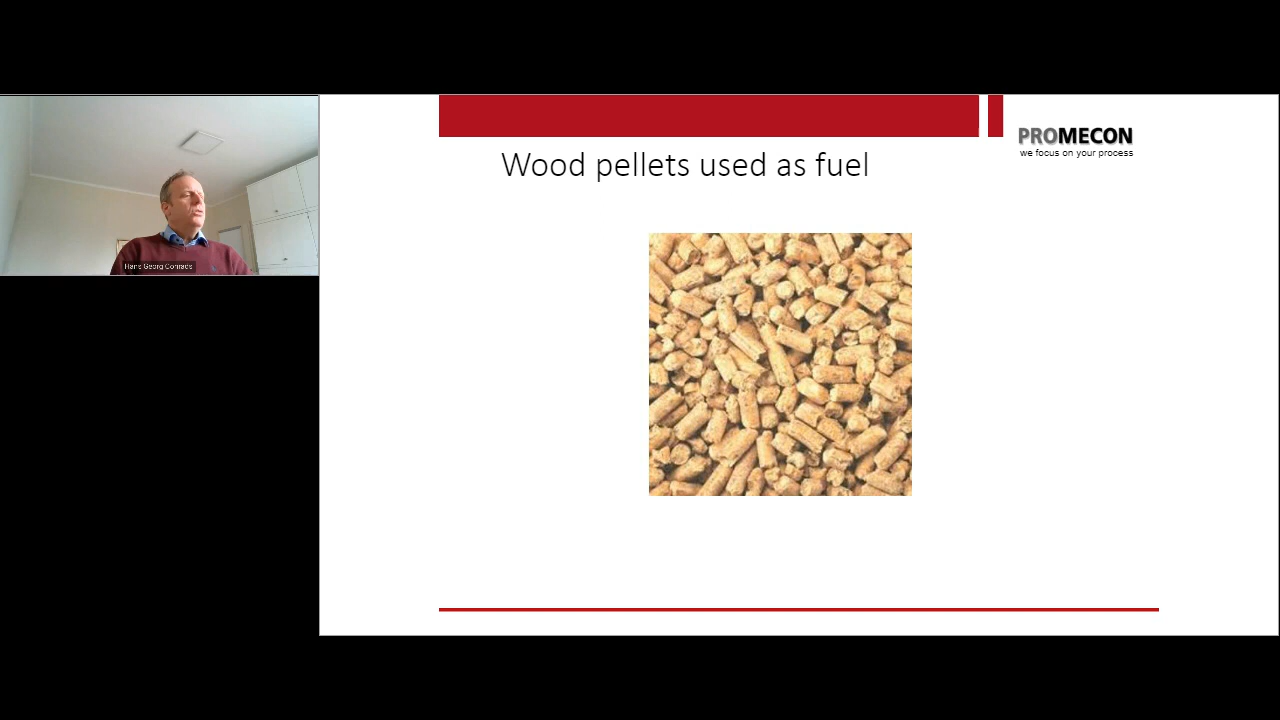 PROMECON
we focus on your process
Wood pellets used as fuel
Hans Georg Conrads